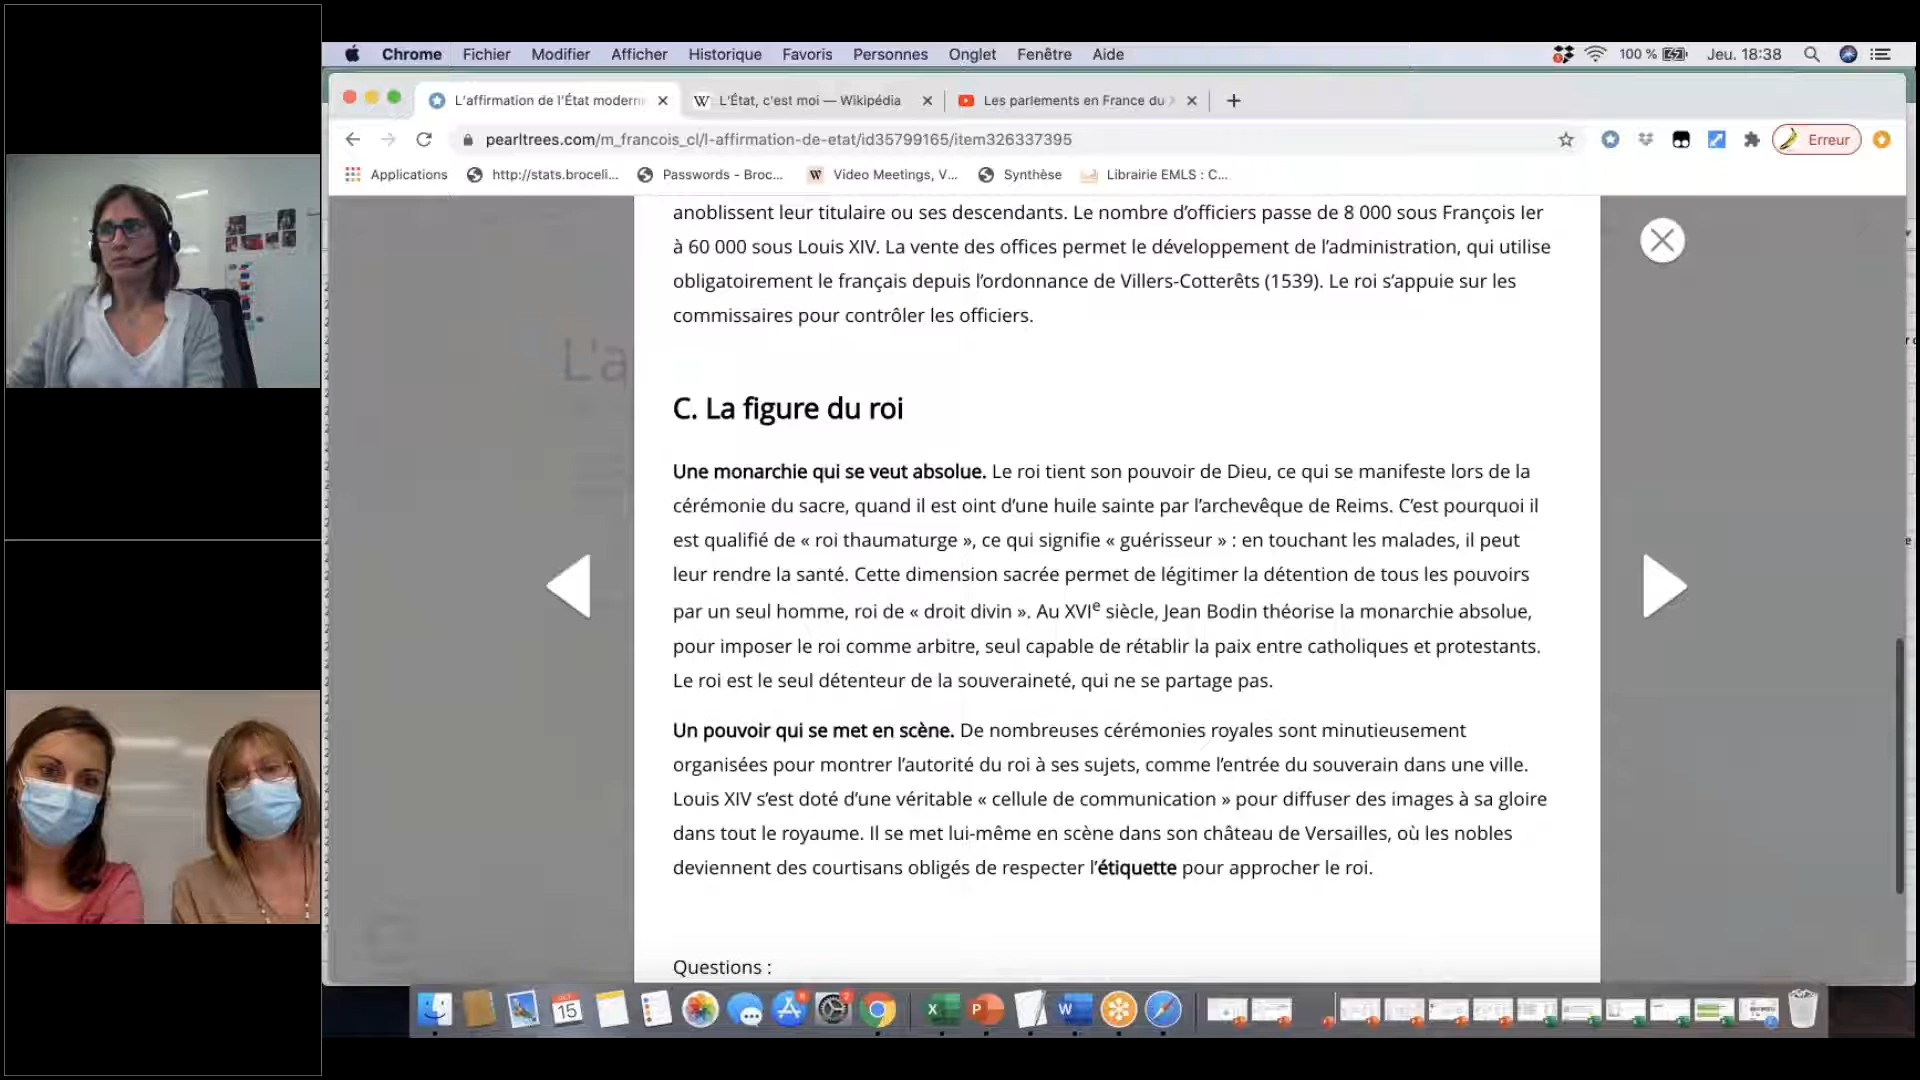 Chrome Fichier Modifier Afficher Historique Favoris Personnes Onglet Fenêtre Aide 100 % Jeu. 18:38
L'affirmation de l'État modern L'État, c'est moi — Wikipédia Les parlements en France du
pearltrees.com/m_francois_cl/l-affirmation-de-etat/id35799165/item326337395 Erreur
Applications http://stats.broceli... Passwords - Broc... Video Meetings, V... Synthèse Librairie EMLS : C...
anoblissent leur titulaire ou ses descendants. Le nombre d'officiers passe de 8 000 sous François Ier
à 60 000 sous Louis XIV. La vente des offices permet le développement de l'administration, qui utilise
obligatoirement le français depuis l'ordonnance de Villers-Cotterêts (1539). Le roi s'appuie sur les
commissaires pour contrôler les officiers.
L'a
C. La figure du roi
Une monarchie qui se veut absolue. Le roi tient son pouvoir de Dieu, ce qui se manifeste lors de la
cérémonie du sacre, quand il est oint d'une huile sainte par l'archevêque de Reims. C'est pourquoi il
est qualifié de « roi thaumaturge », ce qui signifie « guérisseur » : en touchant les malades, il peut
leur rendre la santé. Cette dimension sacrée permet de légitimer la détention de tous les pouvoirs
par un seul homme, roi de « droit divin ». Au XVIe siècle, Jean Bodin théorise la monarchie absolue,
pour imposer le roi comme arbitre, seul capable de rétablir la paix entre catholiques et protestants.
Le roi est le seul détenteur de la souveraineté, qui ne se partage pas.
Un pouvoir qui se met en scène. De nombreuses cérémonies royales sont minutieusement
organisées pour montrer l'autorité du roi à ses sujets, comme l'entrée du souverain dans une ville.
Louis XIV s'est doté d'une véritable « cellule de communication » pour diffuser des images à sa gloire
dans tout le royaume. Il se met lui-même en scène dans son château de Versailles, où les nobles
deviennent des courtisans obligés de respecter l'étiquette pour approcher le roi.
Questions :
15